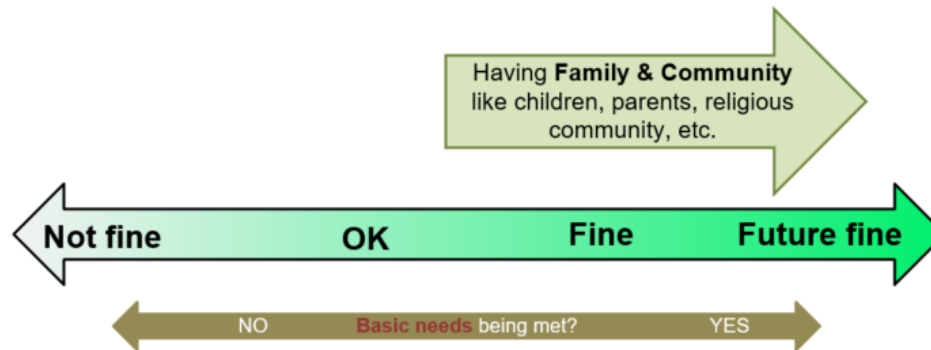 Having Family & Community
like children, parents, religious
community, etc.
Not fine OK Fine Future fine
NO Basic needs being met? YES